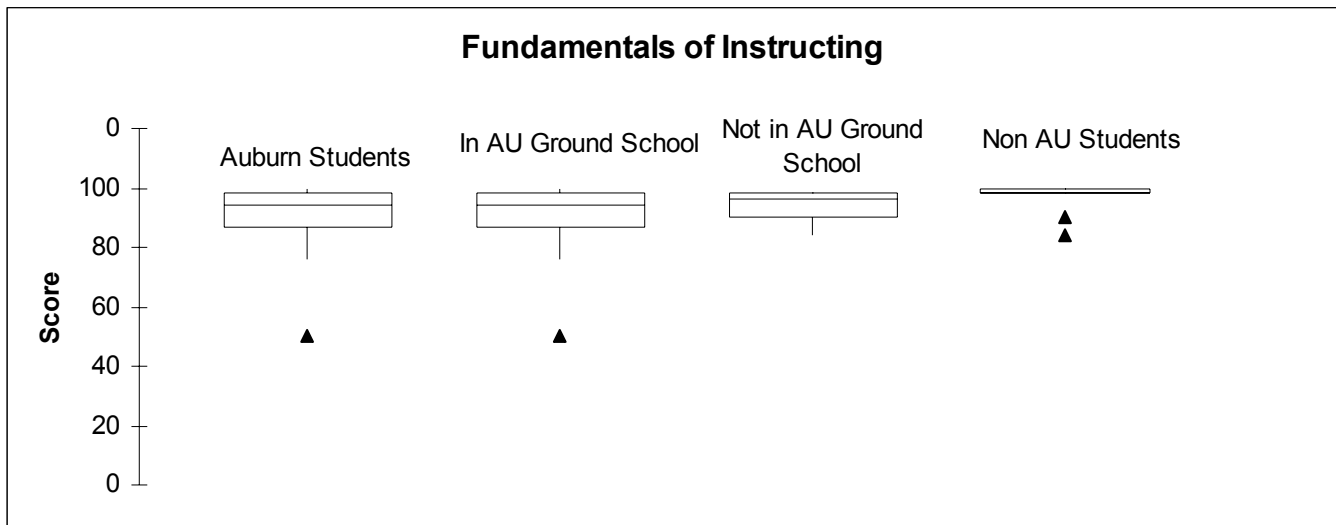 Fundamentals of Instructing
0
100
80
60
40
20
0
Score
Auburn Students
In AU Ground School
Not in AU Ground
School
Non AU Students